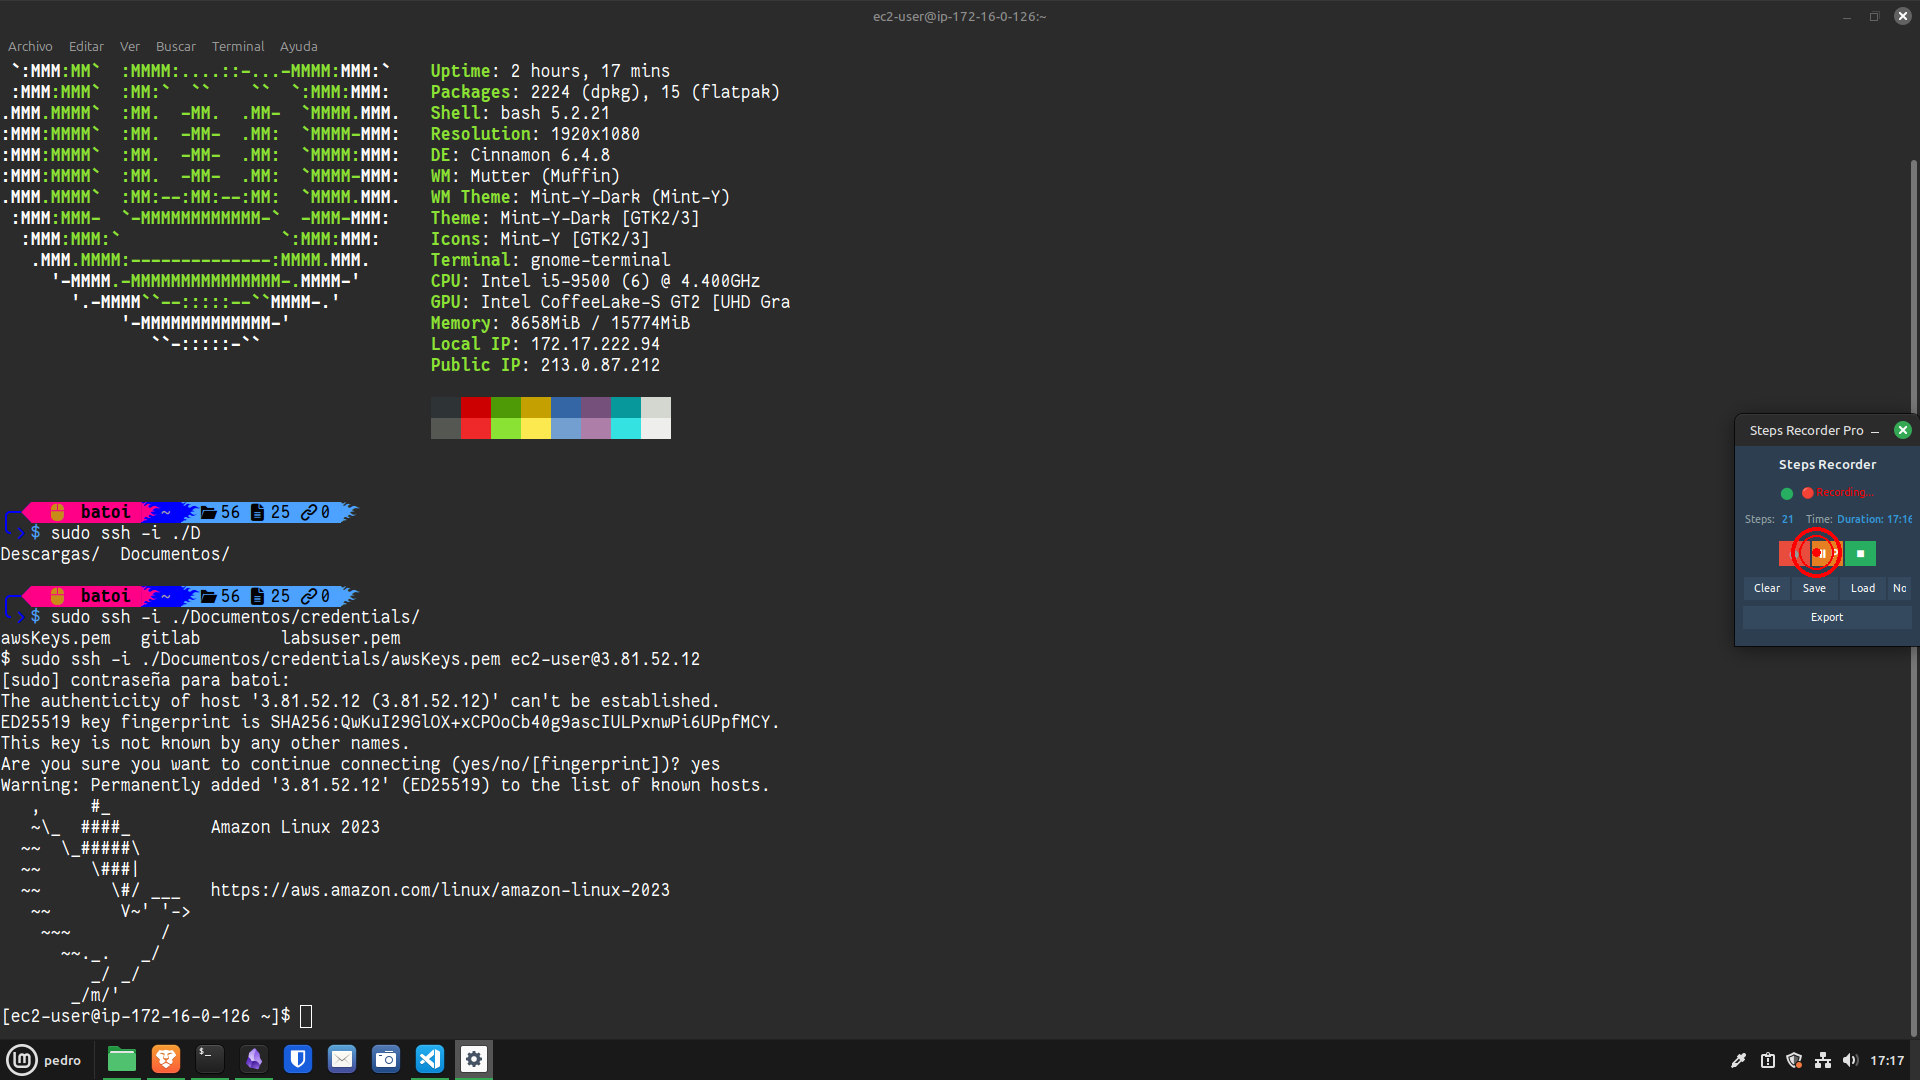 ec2-user@ip-172-16-0-126:~
Archivo Editar Ver Buscar Terminal Ayuda
`:MMM:MM`  :MMMM:....::-...-MMMM:MMM:`    Uptime: 2 hours, 17 mins
:MMM:MMM`  :MM:`  ``    ``  `:MMM:MMM:    Packages: 2224 (dpkg), 15 (flatpak)
.MMM.MMMM`  :MM.  -MM.  .MM-  `MMMM.MMM.   Shell: bash 5.2.21
:MMM:MMMM`  :MM.  -MM-  .MM:  `MMMM-MMM:   Resolution: 1920x1080
:MMM:MMMM`  :MM.  -MM-  .MM:  `MMMM:MMM:   DE: Cinnamon 6.4.8
:MMM:MMMM`  :MM.  -MM-  .MM:  `MMMM-MMM:   WM: Mutter (Muffin)
.MMM.MMMM`  :MM:--:MM:--:MM:  `MMMM.MMM.   WM Theme: Mint-Y-Dark (Mint-Y)
:MMM:MMM-  `-MMMMMMMMMMMM-`  -MMM-MMM:    Theme: Mint-Y-Dark [GTK2/3]
:MMM:MMM:`                `:MMM:MMM:     Icons: Mint-Y [GTK2/3]
.MMM.MMMM:--------------:MMMM.MMM.      Terminal: gnome-terminal
'-MMMM.-MMMMMMMMMMMMMMM-.MMMM-'       CPU: Intel i5-9500 (6) @ 4.400GHz
'.-MMMM``--:::::--``MMMM-.'         GPU: Intel CoffeeLake-S GT2 [UHD Gra
'-MMMMMMMMMMMMM-'              Memory: 8658MiB / 15774MiB
``-:::::-``                 Local IP: 172.17.222.94
Public IP: 213.0.87.212
batoi ~ 56 25 0
$ sudo ssh -i ./D
Descargas/  Documentos/
batoi ~ 56 25 0
$ sudo ssh -i ./Documentos/credentials/
awsKeys.pem   gitlab        labsuser.pem
$ sudo ssh -i ./Documentos/credentials/awsKeys.pem ec2-user@3.81.52.12
[sudo] contraseña para batoi:
The authenticity of host '3.81.52.12 (3.81.52.12)' can't be established.
ED25519 key fingerprint is SHA256:QwKuI29GlOX+xCPOoCb40g9ascIULPxnwPi6UPpfMCY.
This key is not known by any other names.
Are you sure you want to continue connecting (yes/no/[fingerprint])? yes
Warning: Permanently added '3.81.52.12' (ED25519) to the list of known hosts.
,     #_
~\_  ####_        Amazon Linux 2023
~~  \_#####\
~~     \###|
~~       \#/ ___   https://aws.amazon.com/linux/amazon-linux-2023
~~       V~' '->
~~~         /
~~._.   _/
_/ _/
_/m/'
[ec2-user@ip-172-16-0-126 ~]$
Steps Recorder Pro
Steps Recorder
Recording...
Steps: 21 Time: Duration: 17:16
Clear Save Load No
Export
pedro
17:17